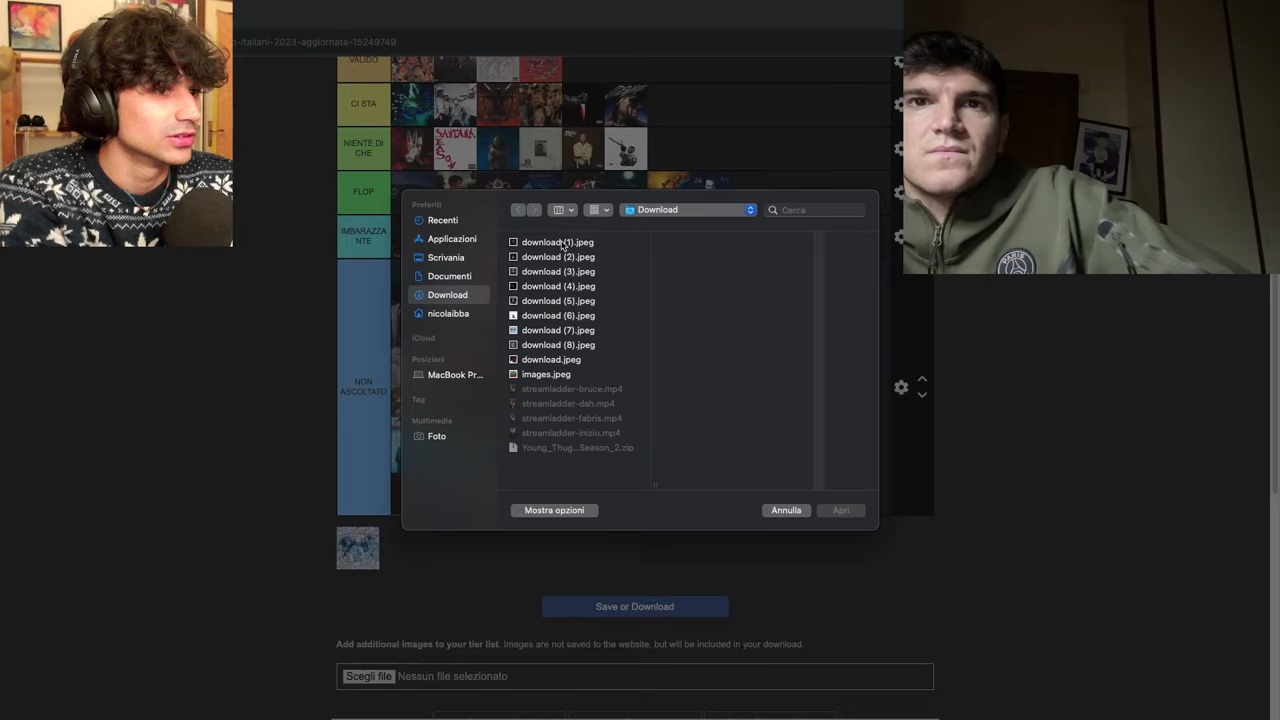 o-italiani-2023-aggiornata-15249749
VALIDO
CI STA
NIENTE DI
CHE
FLOP
IMBARAZZA
NTE
NON
ASCOLTATO
Preferiti
Recenti
Applicazioni
Scrivania
Documenti
Download
nicolaibba
iCloud
Posizioni
MacBook Pr...
Tag
Multimedia
Foto
Download
Cerca
download (1).jpeg
download (2).jpeg
download (3).jpeg
download (4).jpeg
download (5).jpeg
download (6).jpeg
download (7).jpeg
download (8).jpeg
download.jpeg
images.jpeg
streamladder-bruce.mp4
streamladder-dah.mp4
streamladder-fabris.mp4
streamladder-inizio.mp4
Young_Thug...Season_2.zip
Mostra opzioni
Annulla
Apri
Save or Download
Add additional images to your tier list. Images are not saved to the website, but will be included in your download.
Scegli file Nessun file selezionato
PARIS